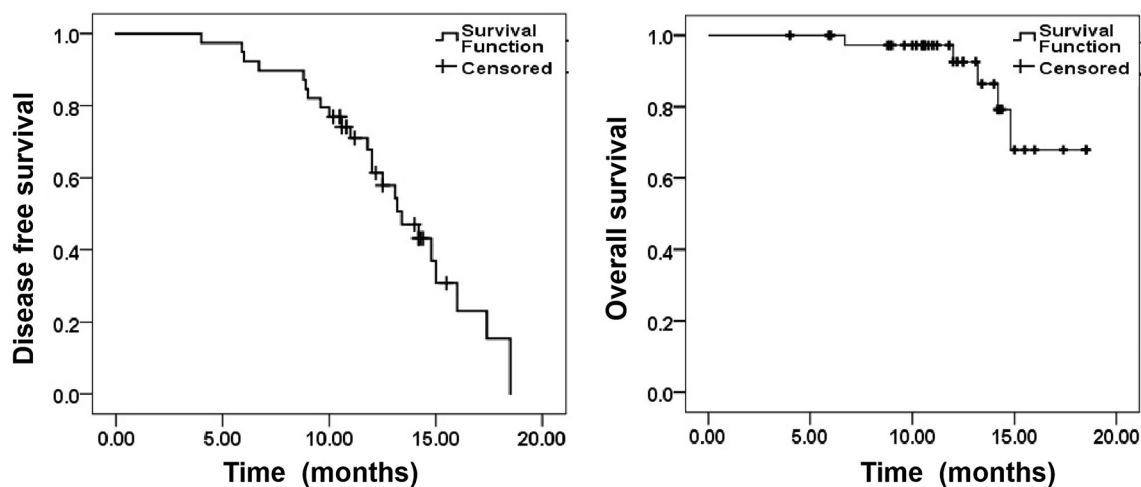 1.0
0.8
0.6
0.4
0.2
0.0
Disease free survival
Survival
Function
Censored
0.00
5.00
10.00
15.00
20.00
Time (months)
1.0
0.8
0.6
0.4
0.2
0.0
Overall survival
Survival
Function
Censored
0.00
5.00
10.00
15.00
20.00
Time (months)